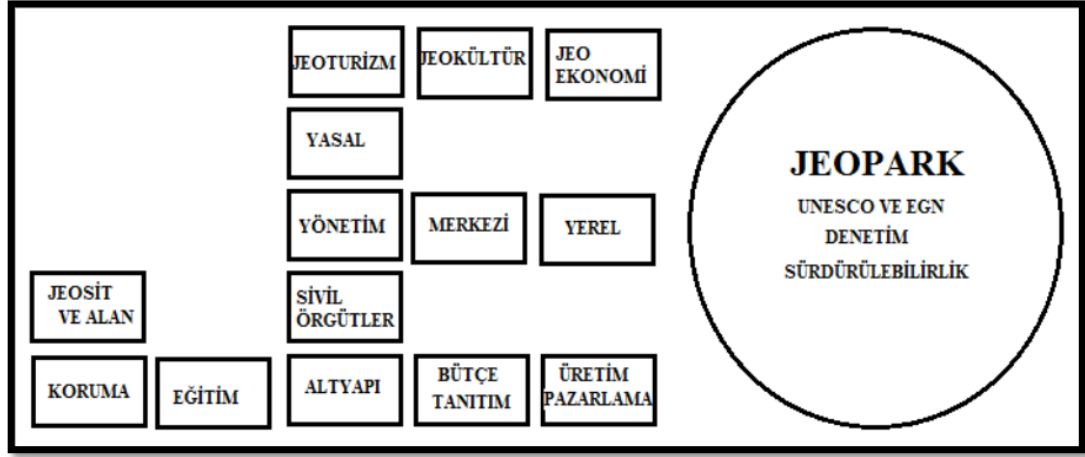 JEOTURİZM
JEOKÜLTÜR
JEO
EKONOMİ
YASAL
YÖNETİM
MERKEZİ
YEREL
JEOSİT
VE ALAN
SİVİL
ÖRGÜTLER
KORUMA
EĞİTİM
ALTYAPI
BÜTÇE
TANITIM
ÜRETİM
PAZARLAMA
JEOPARK
UNESCO VE EGN
DENETİM
SÜRDÜRÜLEBİLİRLİK